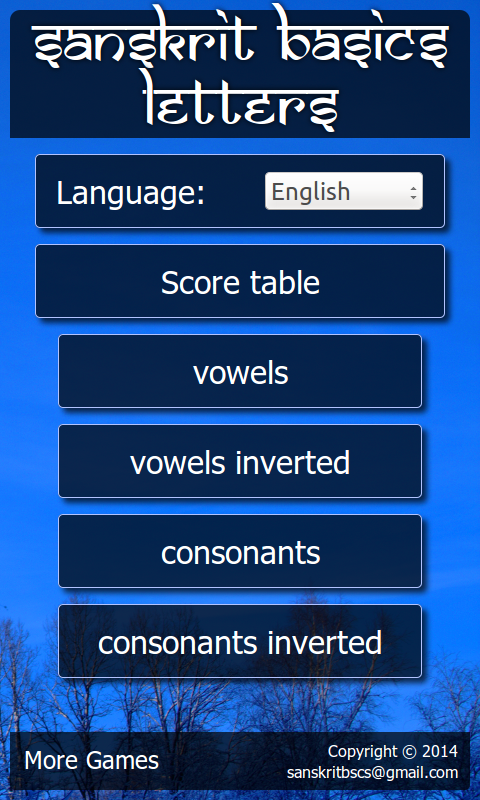 Sanskrit Basics
Letters
Language: English
Score table
vowels
vowels inverted
consonants
consonants inverted
More Games
Copyright © 2014
sanskritbscs@gmail.com